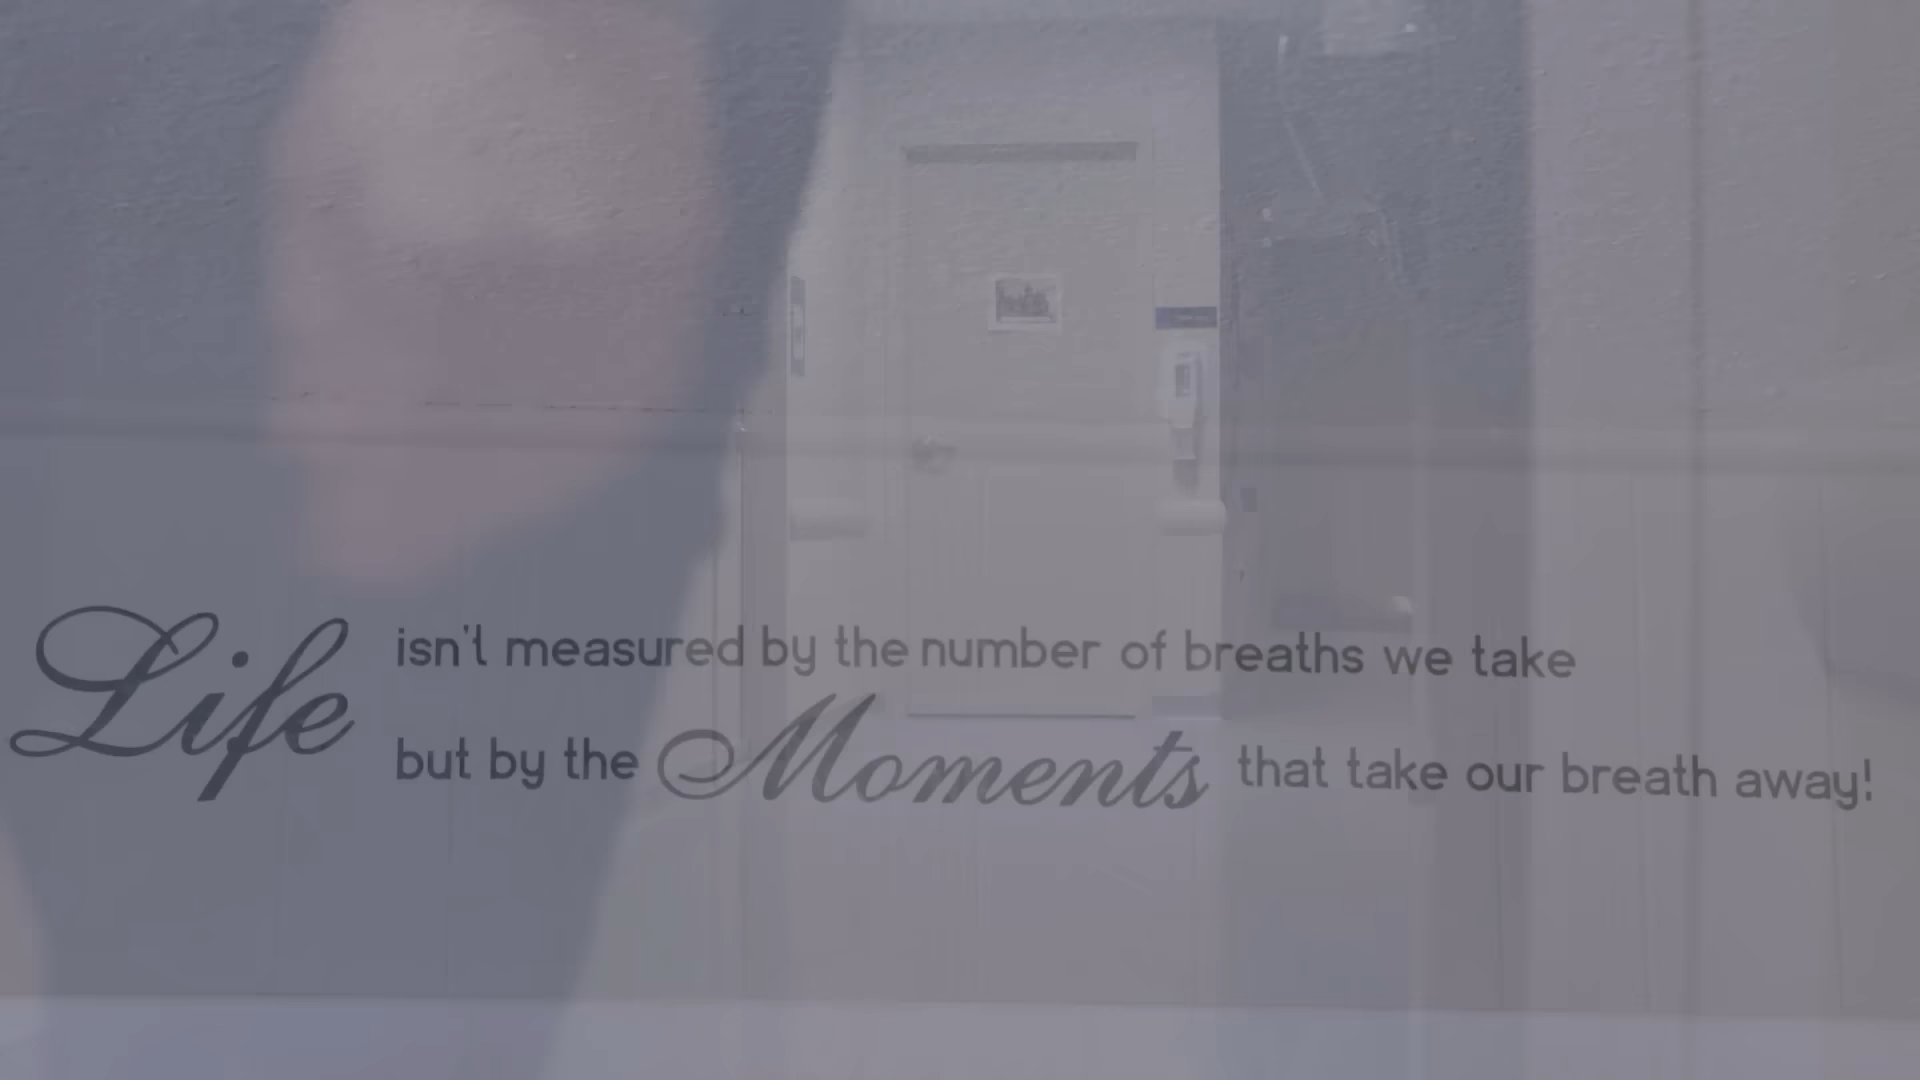 Life isn't measured by the number of breaths we take
but by the Moments that take our breath away!